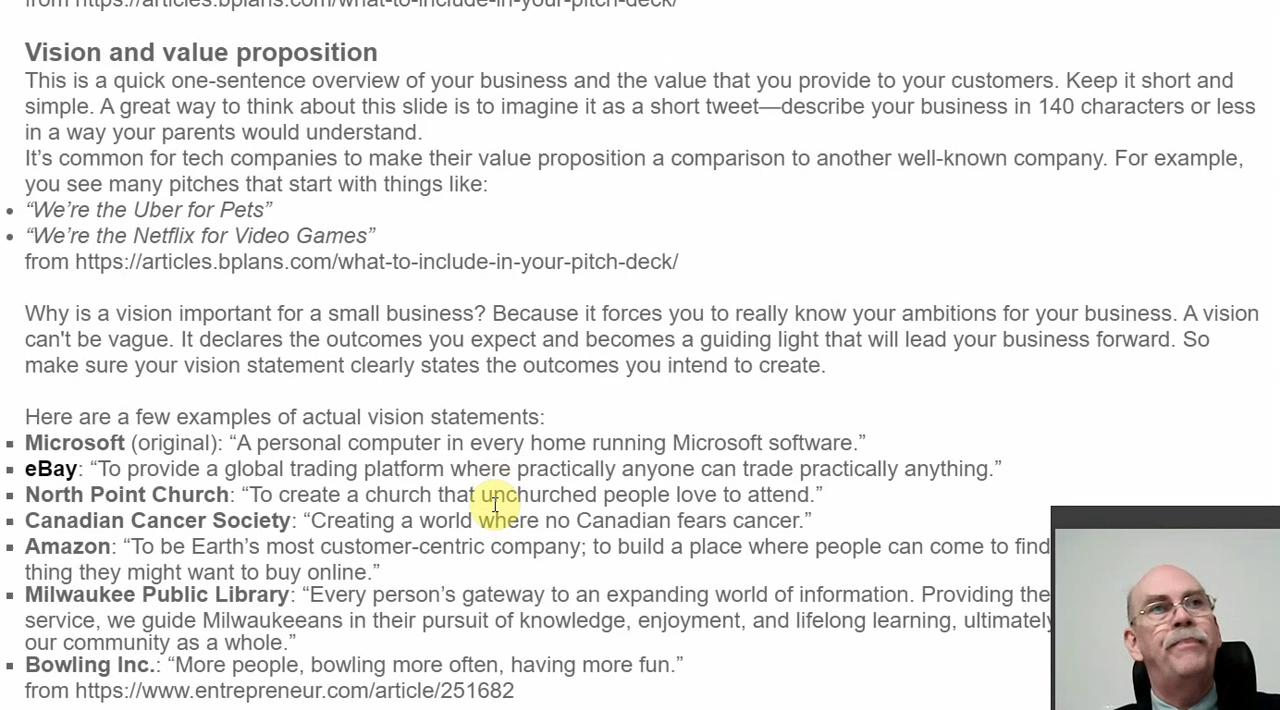 from https://articles.bplans.com/what-to-include-in-your-pitch-deck/
Vision and value proposition
This is a quick one-sentence overview of your business and the value that you provide to your customers. Keep it short and
simple. A great way to think about this slide is to imagine it as a short tweet—describe your business in 140 characters or less
in a way your parents would understand.
It’s common for tech companies to make their value proposition a comparison to another well-known company. For example,
you see many pitches that start with things like:
• “We’re the Uber for Pets”
• “We’re the Netflix for Video Games”
from https://articles.bplans.com/what-to-include-in-your-pitch-deck/
Why is a vision important for a small business? Because it forces you to really know your ambitions for your business. A vision
can't be vague. It declares the outcomes you expect and becomes a guiding light that will lead your business forward. So
make sure your vision statement clearly states the outcomes you intend to create.
Here are a few examples of actual vision statements:
▪ Microsoft (original): “A personal computer in every home running Microsoft software.”
▪ eBay: “To provide a global trading platform where practically anyone can trade practically anything.”
▪ North Point Church: “To create a church that unchurched people love to attend.”
▪ Canadian Cancer Society: “Creating a world where no Canadian fears cancer.”
▪ Amazon: “To be Earth’s most customer-centric company; to build a place where people can come to find
thing they might want to buy online.”
▪ Milwaukee Public Library: “Every person’s gateway to an expanding world of information. Providing the
service, we guide Milwaukeeans in their pursuit of knowledge, enjoyment, and lifelong learning, ultimately
our community as a whole.”
▪ Bowling Inc.: “More people, bowling more often, having more fun.”
from https://www.entrepreneur.com/article/251682